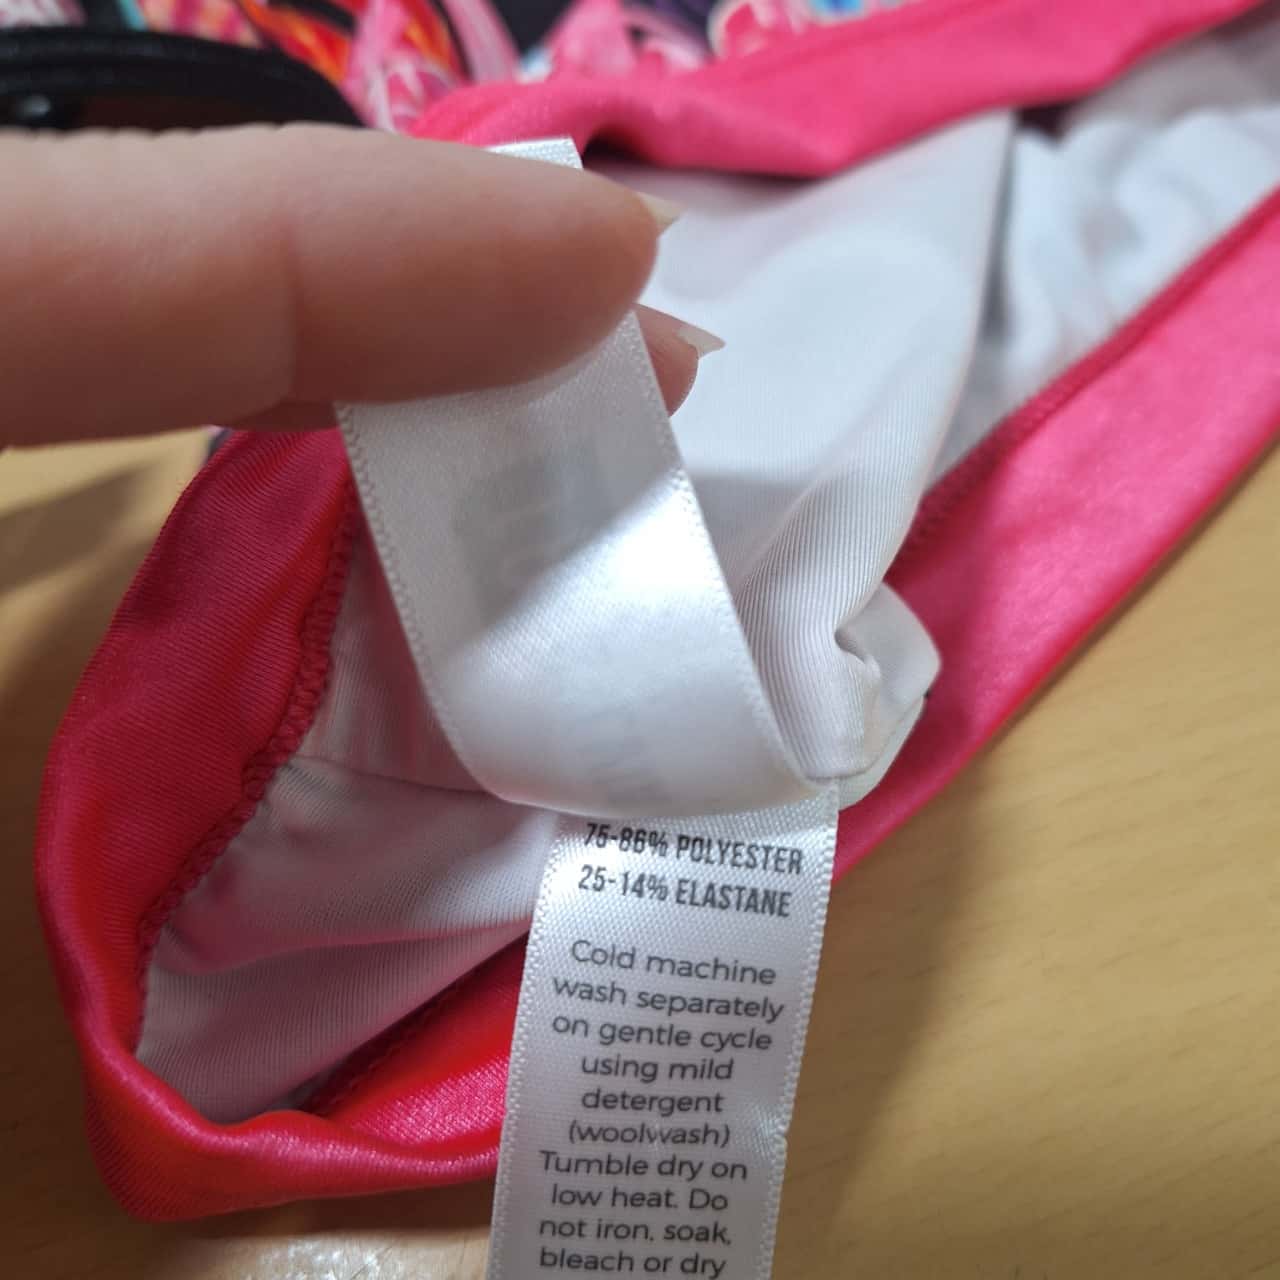 75-86% POLYESTER
25-14% ELASTANE
Cold machine
wash separately
on gentle cycle
using mild
detergent
(woolwash)
Tumble dry on
low heat. Do
not iron, soak,
bleach or dry